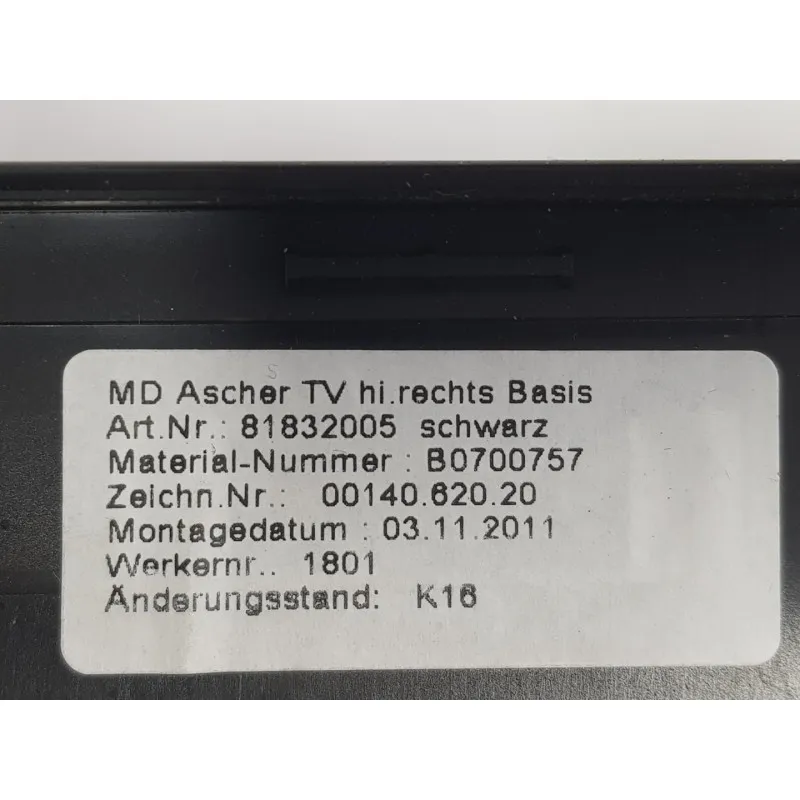 MD Ascher TV hi.rechts Basis
Art.Nr.: 81832005 schwarz
Material-Nummer : B0700757
Zeichn.Nr.: 00140.620.20
Montagedatum : 03.11.2011
Werkernr.. 1801
Änderungsstand: K16